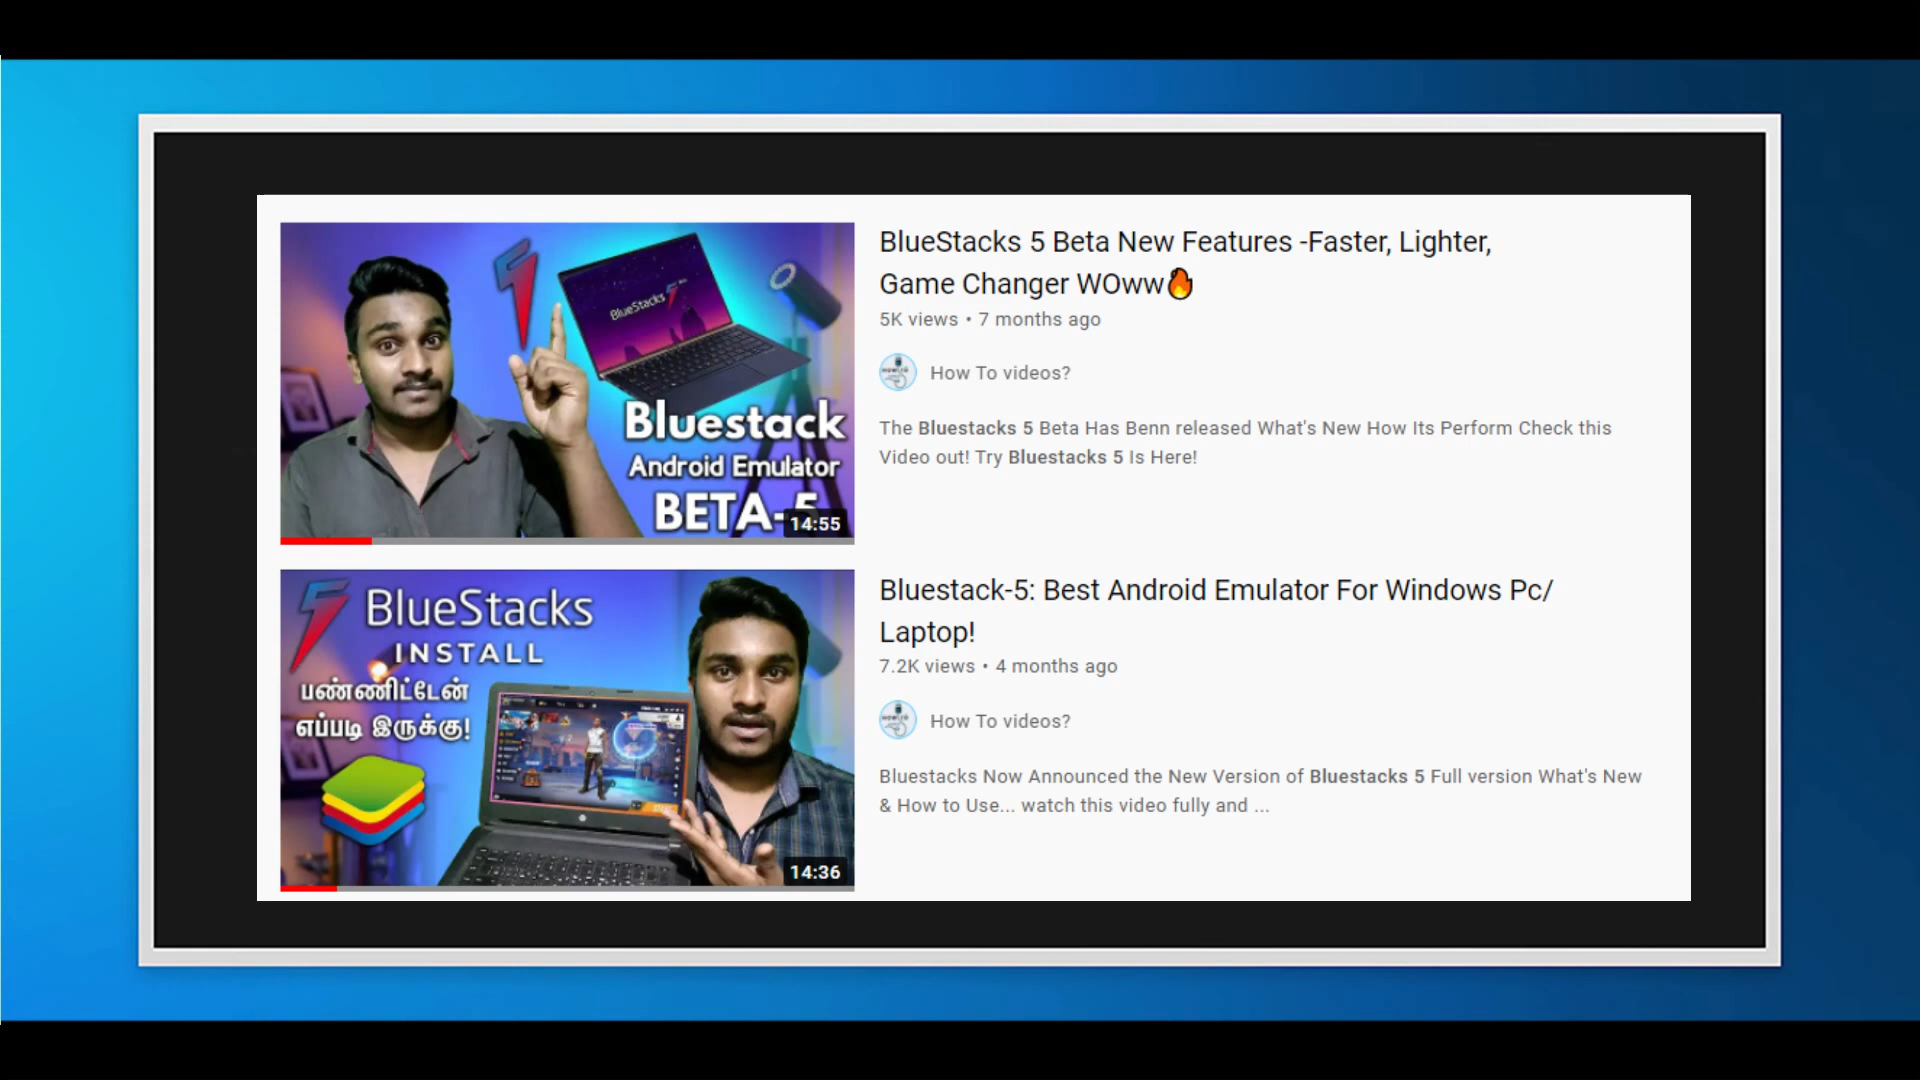 BlueStacks
Bluestack
Android Emulator
BETA-5
14:55
BlueStacks 5 Beta New Features -Faster, Lighter,
Game Changer WOww🔥
5K views • 7 months ago
How To videos?
The Bluestacks 5 Beta Has Benn released What's New How Its Perform Check this
Video out! Try Bluestacks 5 Is Here!
BlueStacks
INSTALL
பண்ணிட்டேன்
எப்படி இருக்கு!
14:36
Bluestack-5: Best Android Emulator For Windows Pc/
Laptop!
7.2K views • 4 months ago
How To videos?
Bluestacks Now Announced the New Version of Bluestacks 5 Full version What's New
& How to Use... watch this video fully and ...